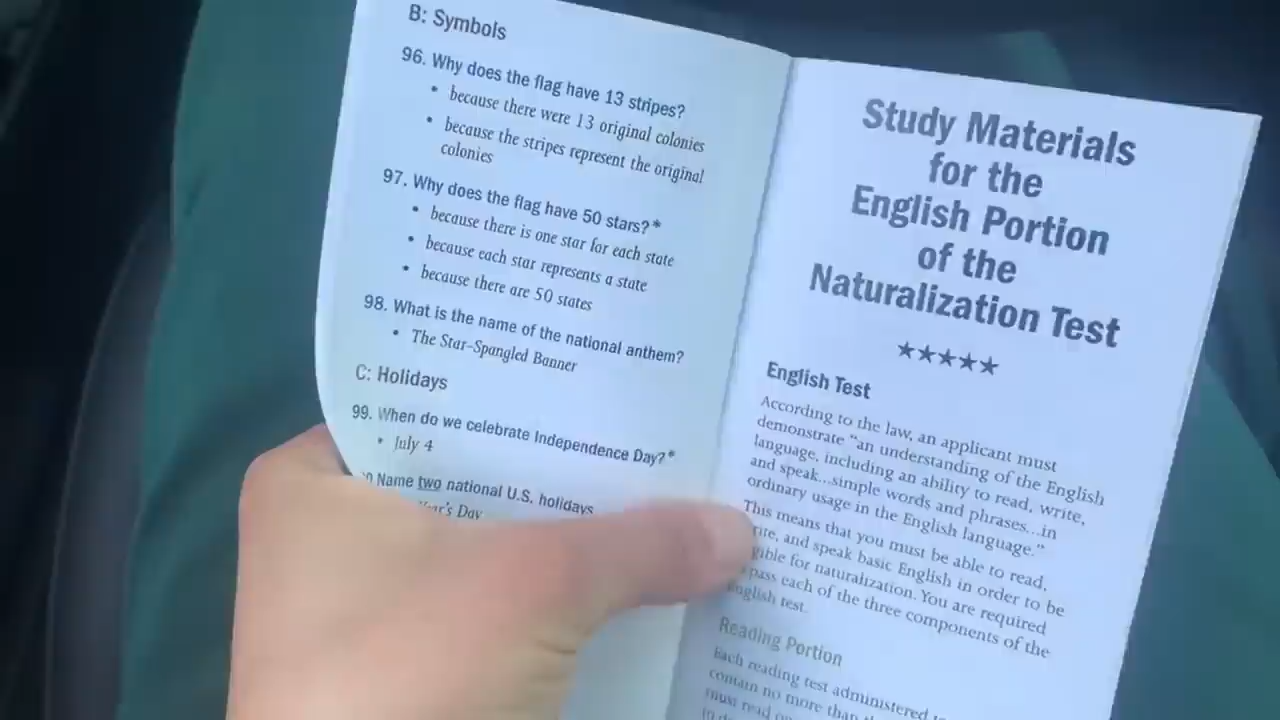 B: Symbols
96. Why does the flag have 13 stripes?
• because there were 13 original colonies
• because the stripes represent the original
colonies
97. Why does the flag have 50 stars?*
• because there is one star for each state
• because each star represents a state
• because there are 50 states
98. What is the name of the national anthem?
• The Star-Spangled Banner
C: Holidays
99. When do we celebrate Independence Day?*
• July 4
Name two national U.S. holidays
Day
Study Materials
for the
English Portion
of the
Naturalization Test
★★★★★
English Test
According to the law, an applicant must
demonstrate “an understanding of the English
language, including an ability to read, write,
and speak...simple words and phrases...in
ordinary usage in the English language.”
This means that you must be able to read,
and speak basic English in order to be
for naturalization. You are required
pass each of the three components of the
test.
Reading Portion
Each reading test administered
contain no more than
must read